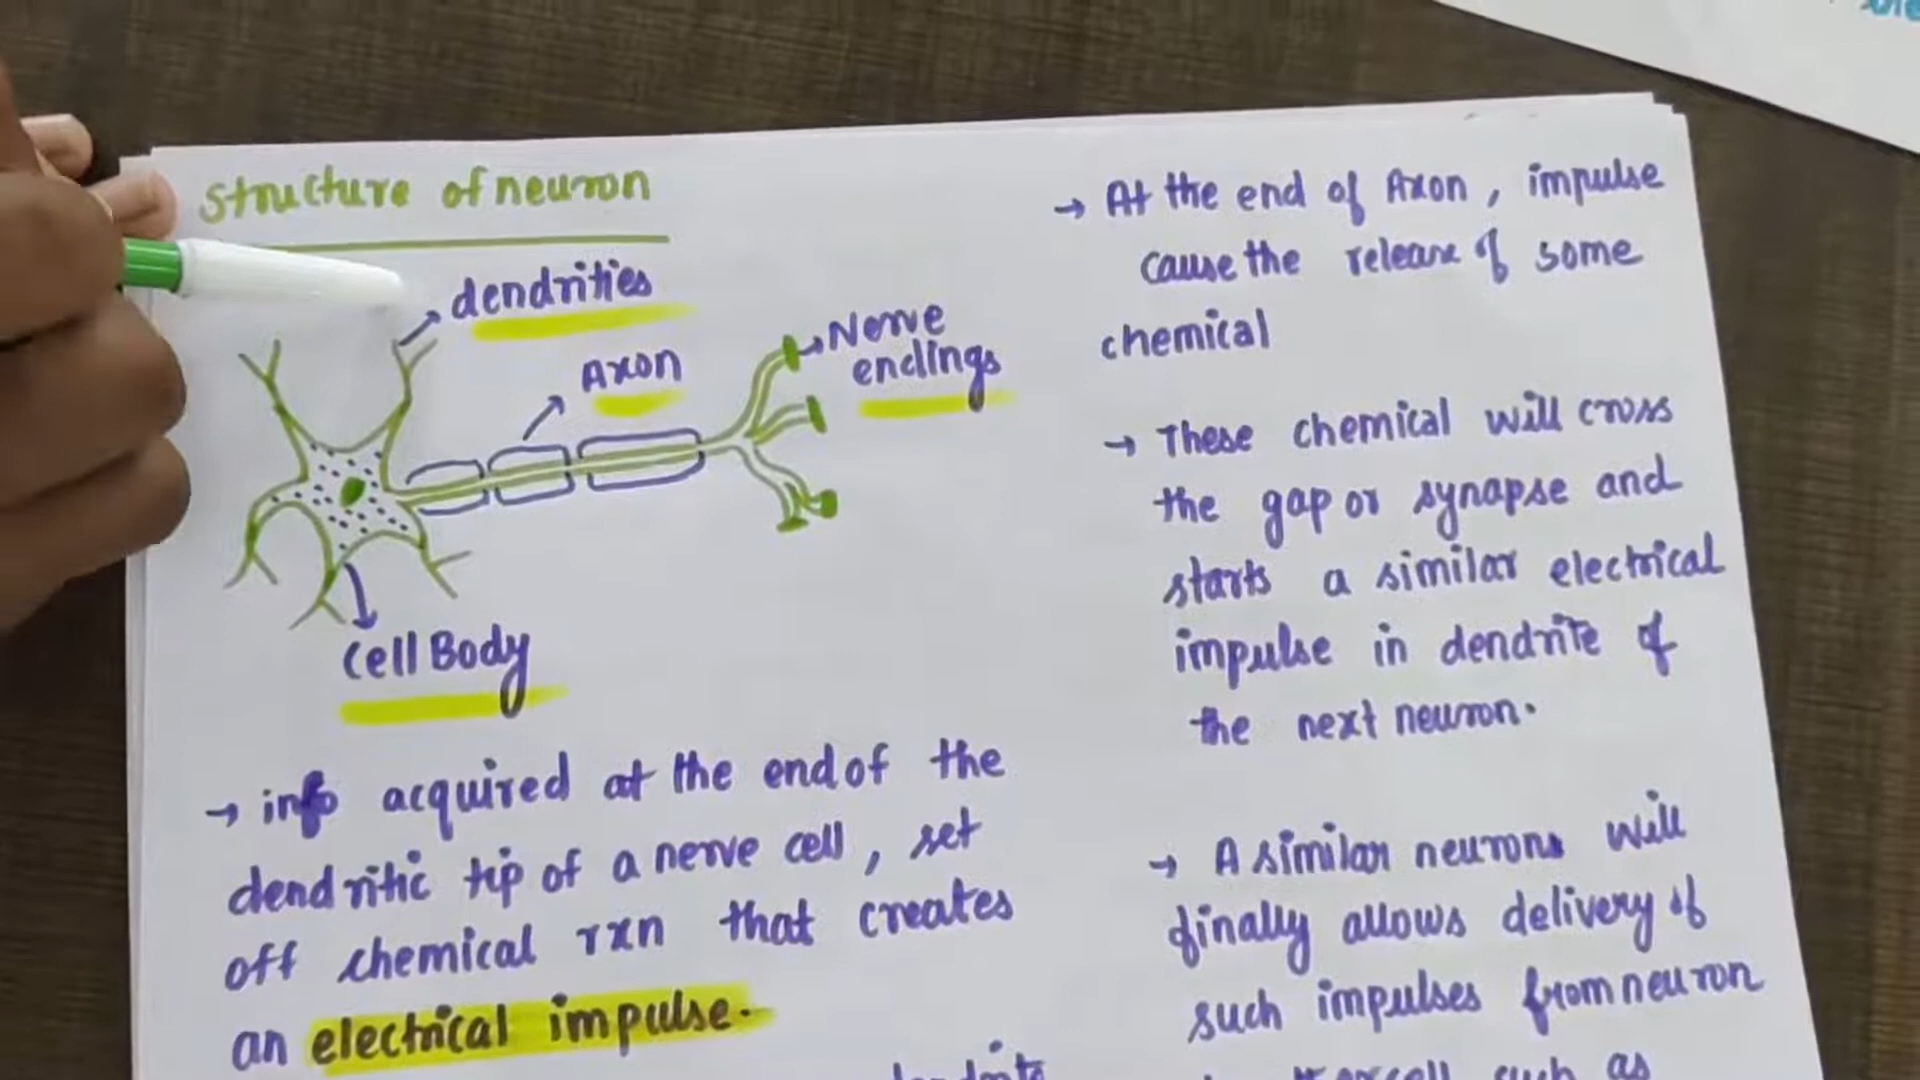 Structure of neuron
dendrities
Axon
Nerve
endings
Cell Body
→ info acquired at the end of the
dendritic tip of a nerve cell, set
off chemical rxn that creates
an electrical impulse.
→ At the end of Axon, impulse
cause the release of some
chemical
→ These chemical will cross
the gap or synapse and
starts a similar electrical
impulse in dendrite of
the next neuron.
→ A similar neurons will
finally allows delivery of
such impulses from neuron
such as